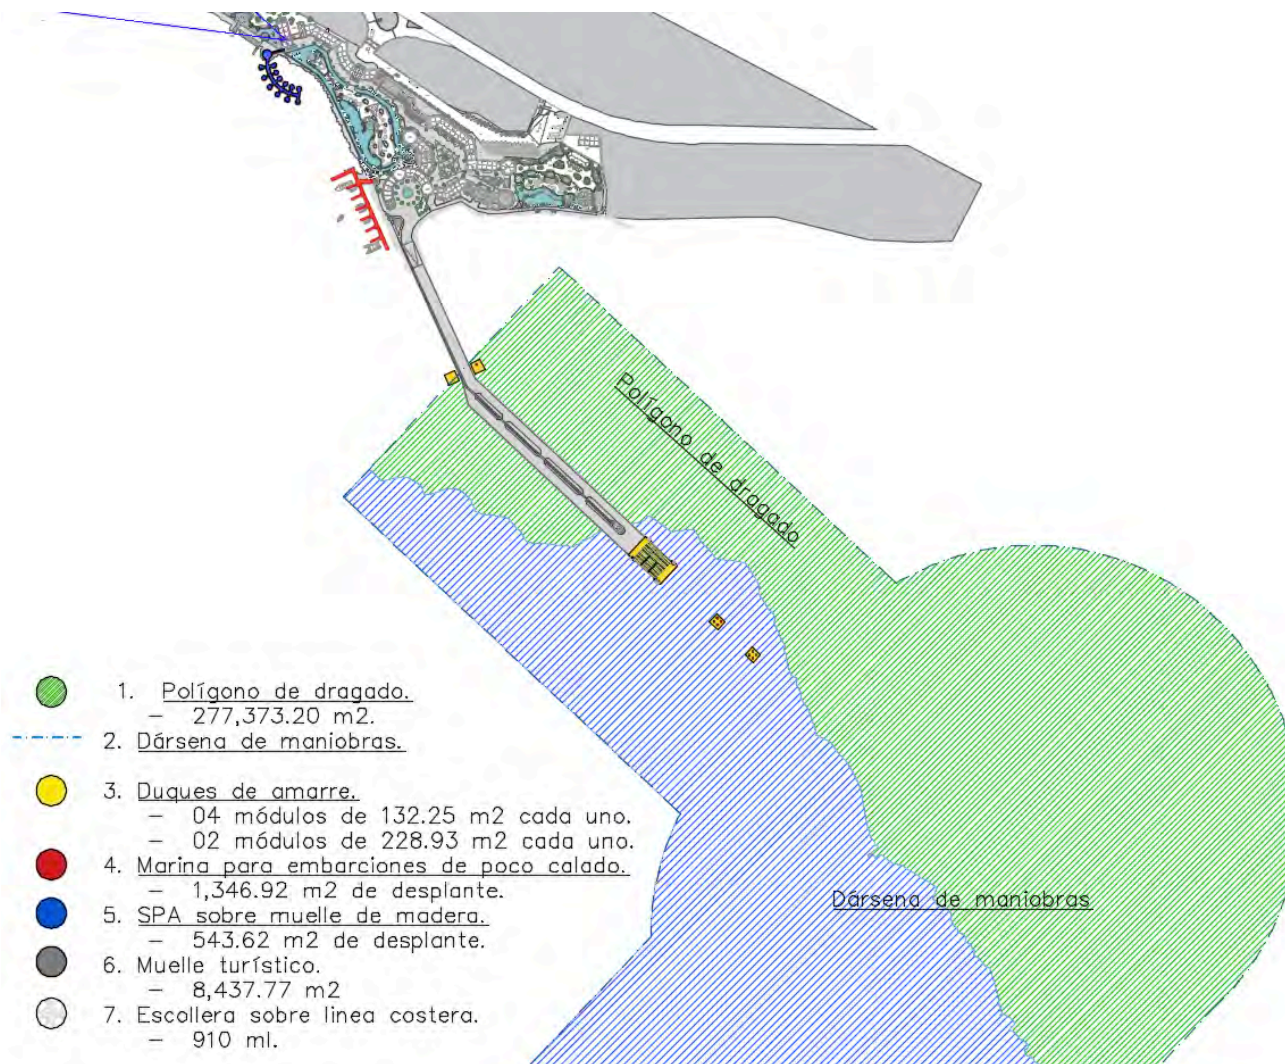 Polígono de dragado
1. Polígono de dragado.
– 277,373.20 m2.
2. Dársena de maniobras.
3. Duques de amarre.
– 04 módulos de 132.25 m2 cada uno.
– 02 módulos de 228.93 m2 cada uno.
4. Marina para embarciones de poco calado.
– 1,346.92 m2 de desplante.
Dársena de maniobras
5. SPA sobre muelle de madera.
– 543.62 m2 de desplante.
6. Muelle turístico.
– 8,437.77 m2
7. Escollera sobre linea costera.
– 910 ml.